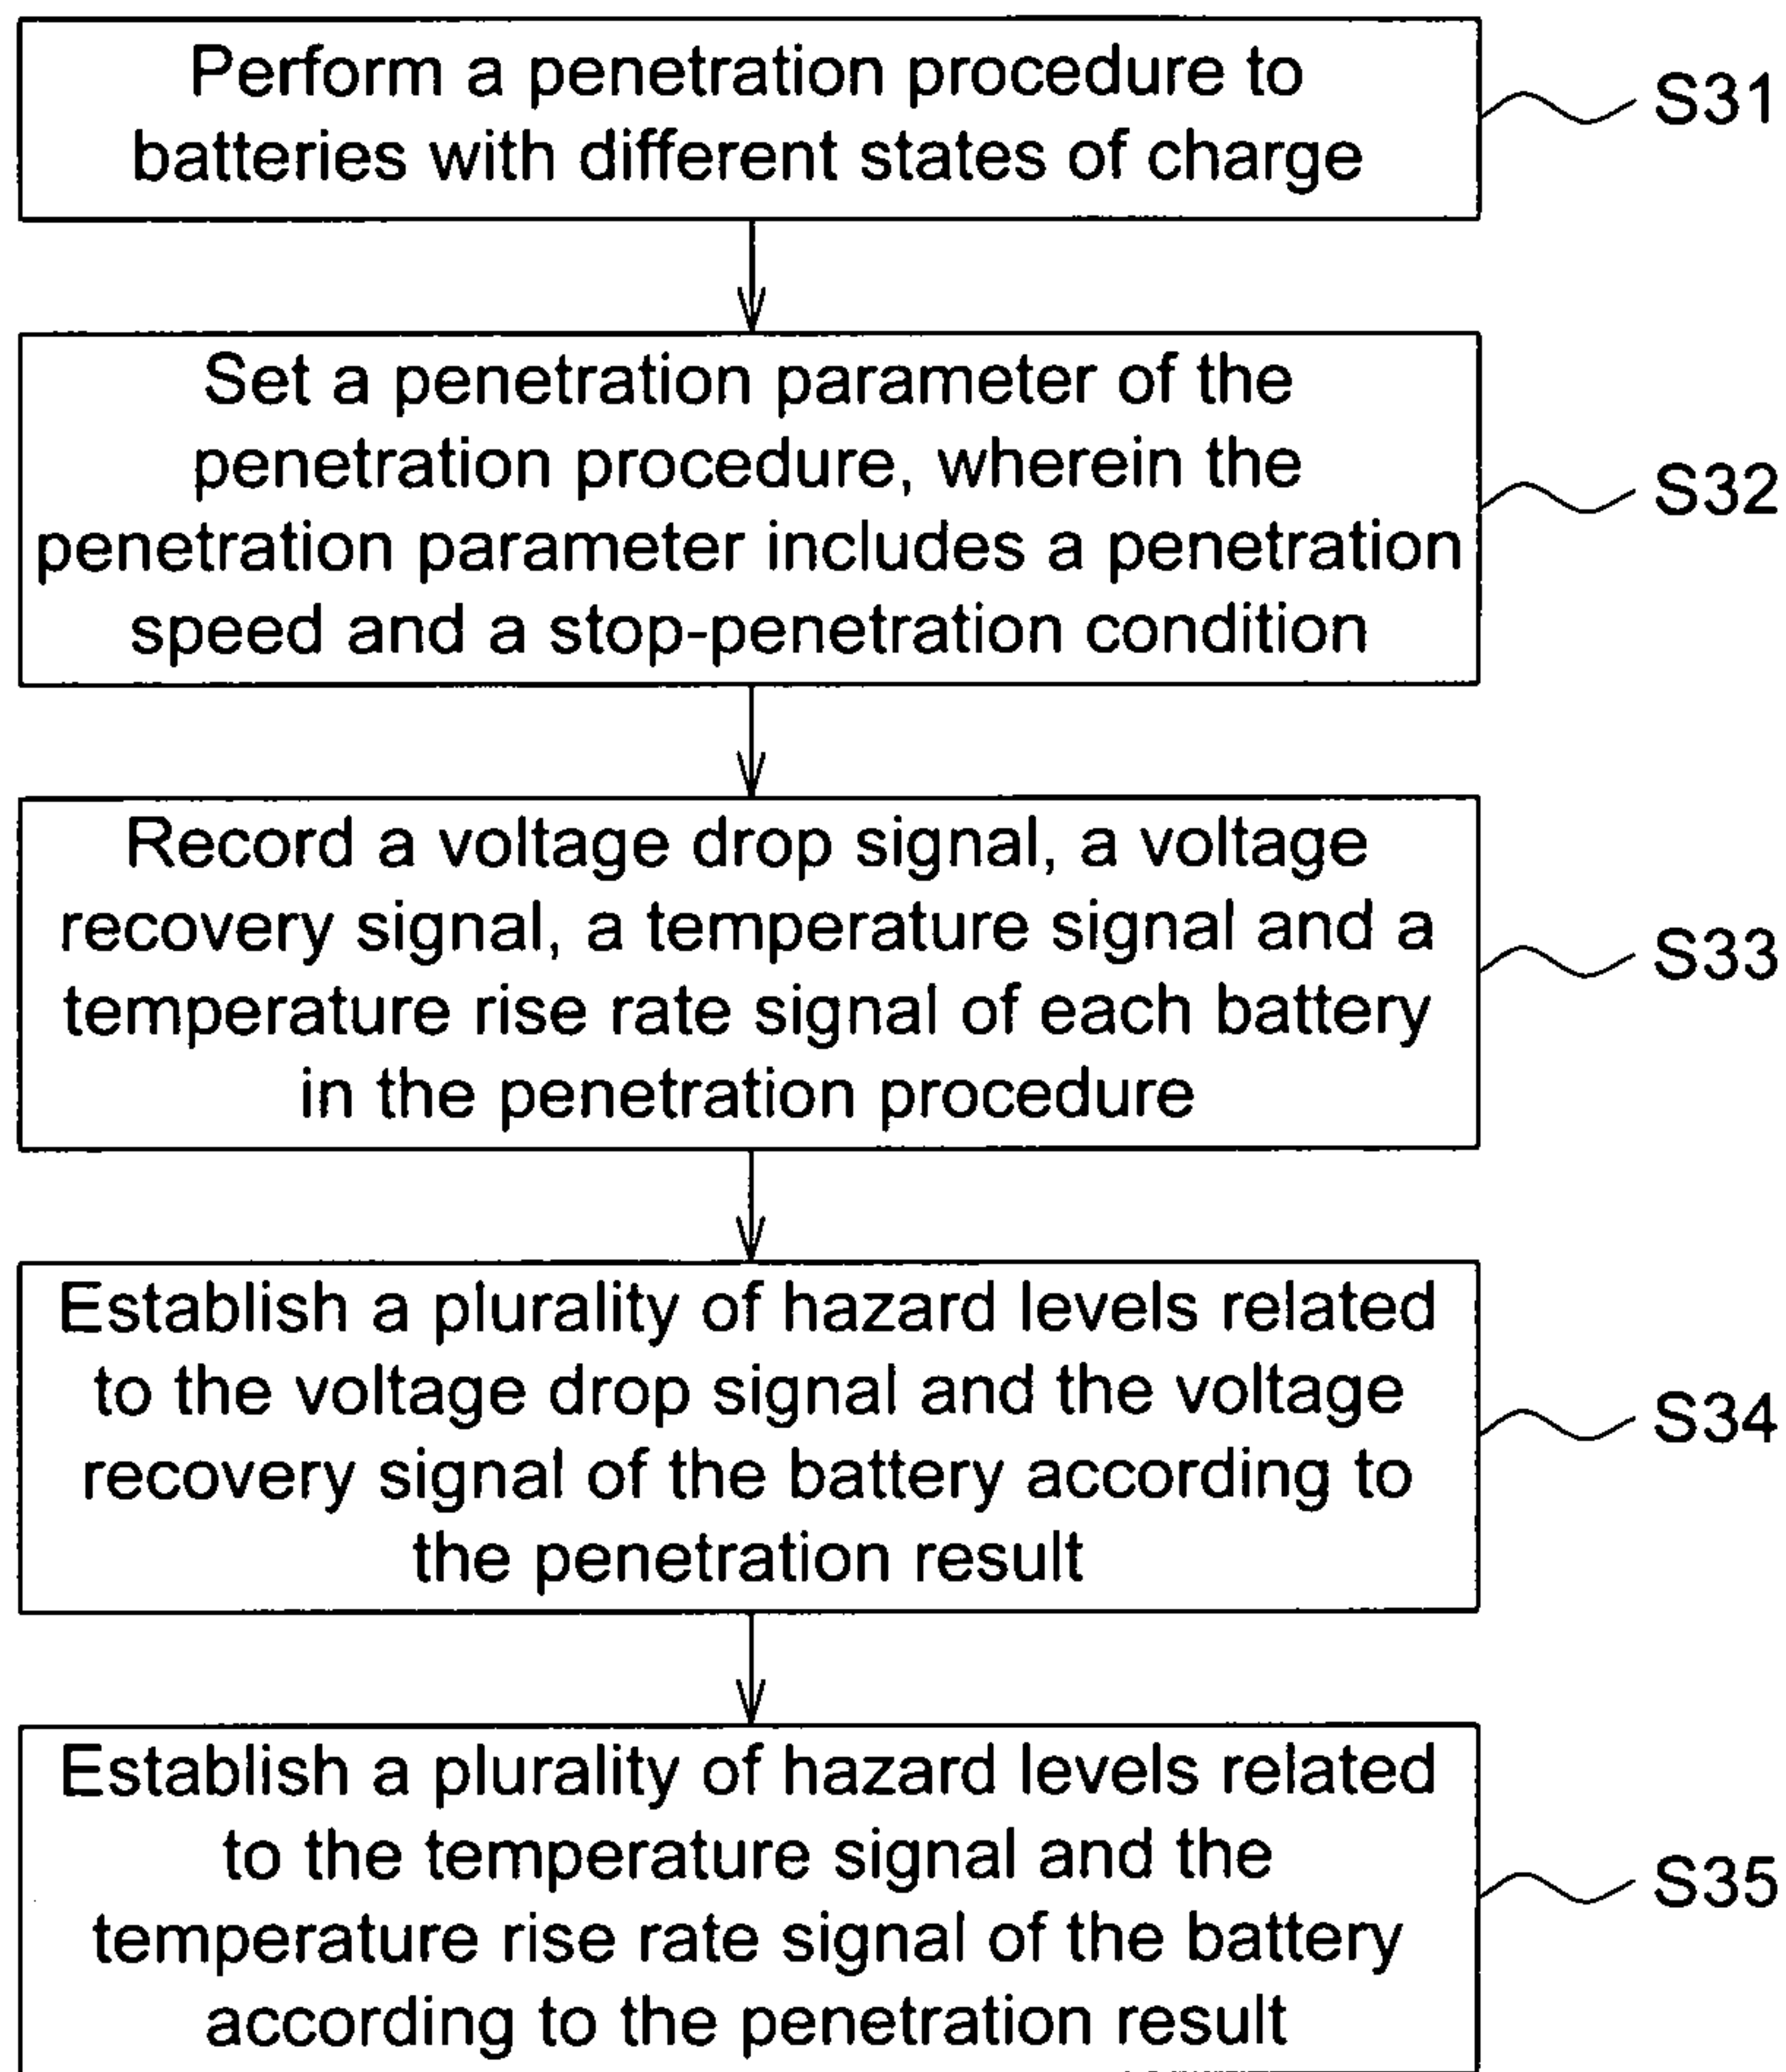 Perform a penetration procedure to
batteries with different states of charge
S31
Set a penetration parameter of the
penetration procedure, wherein the
penetration parameter includes a penetration
speed and a stop-penetration condition
S32
Record a voltage drop signal, a voltage
recovery signal, a temperature signal and a
temperature rise rate signal of each battery
in the penetration procedure
S33
Establish a plurality of hazard levels related
to the voltage drop signal and the voltage
recovery signal of the battery according to
the penetration result
S34
Establish a plurality of hazard levels related
to the temperature signal and the
temperature rise rate signal of the battery
according to the penetration result
S35